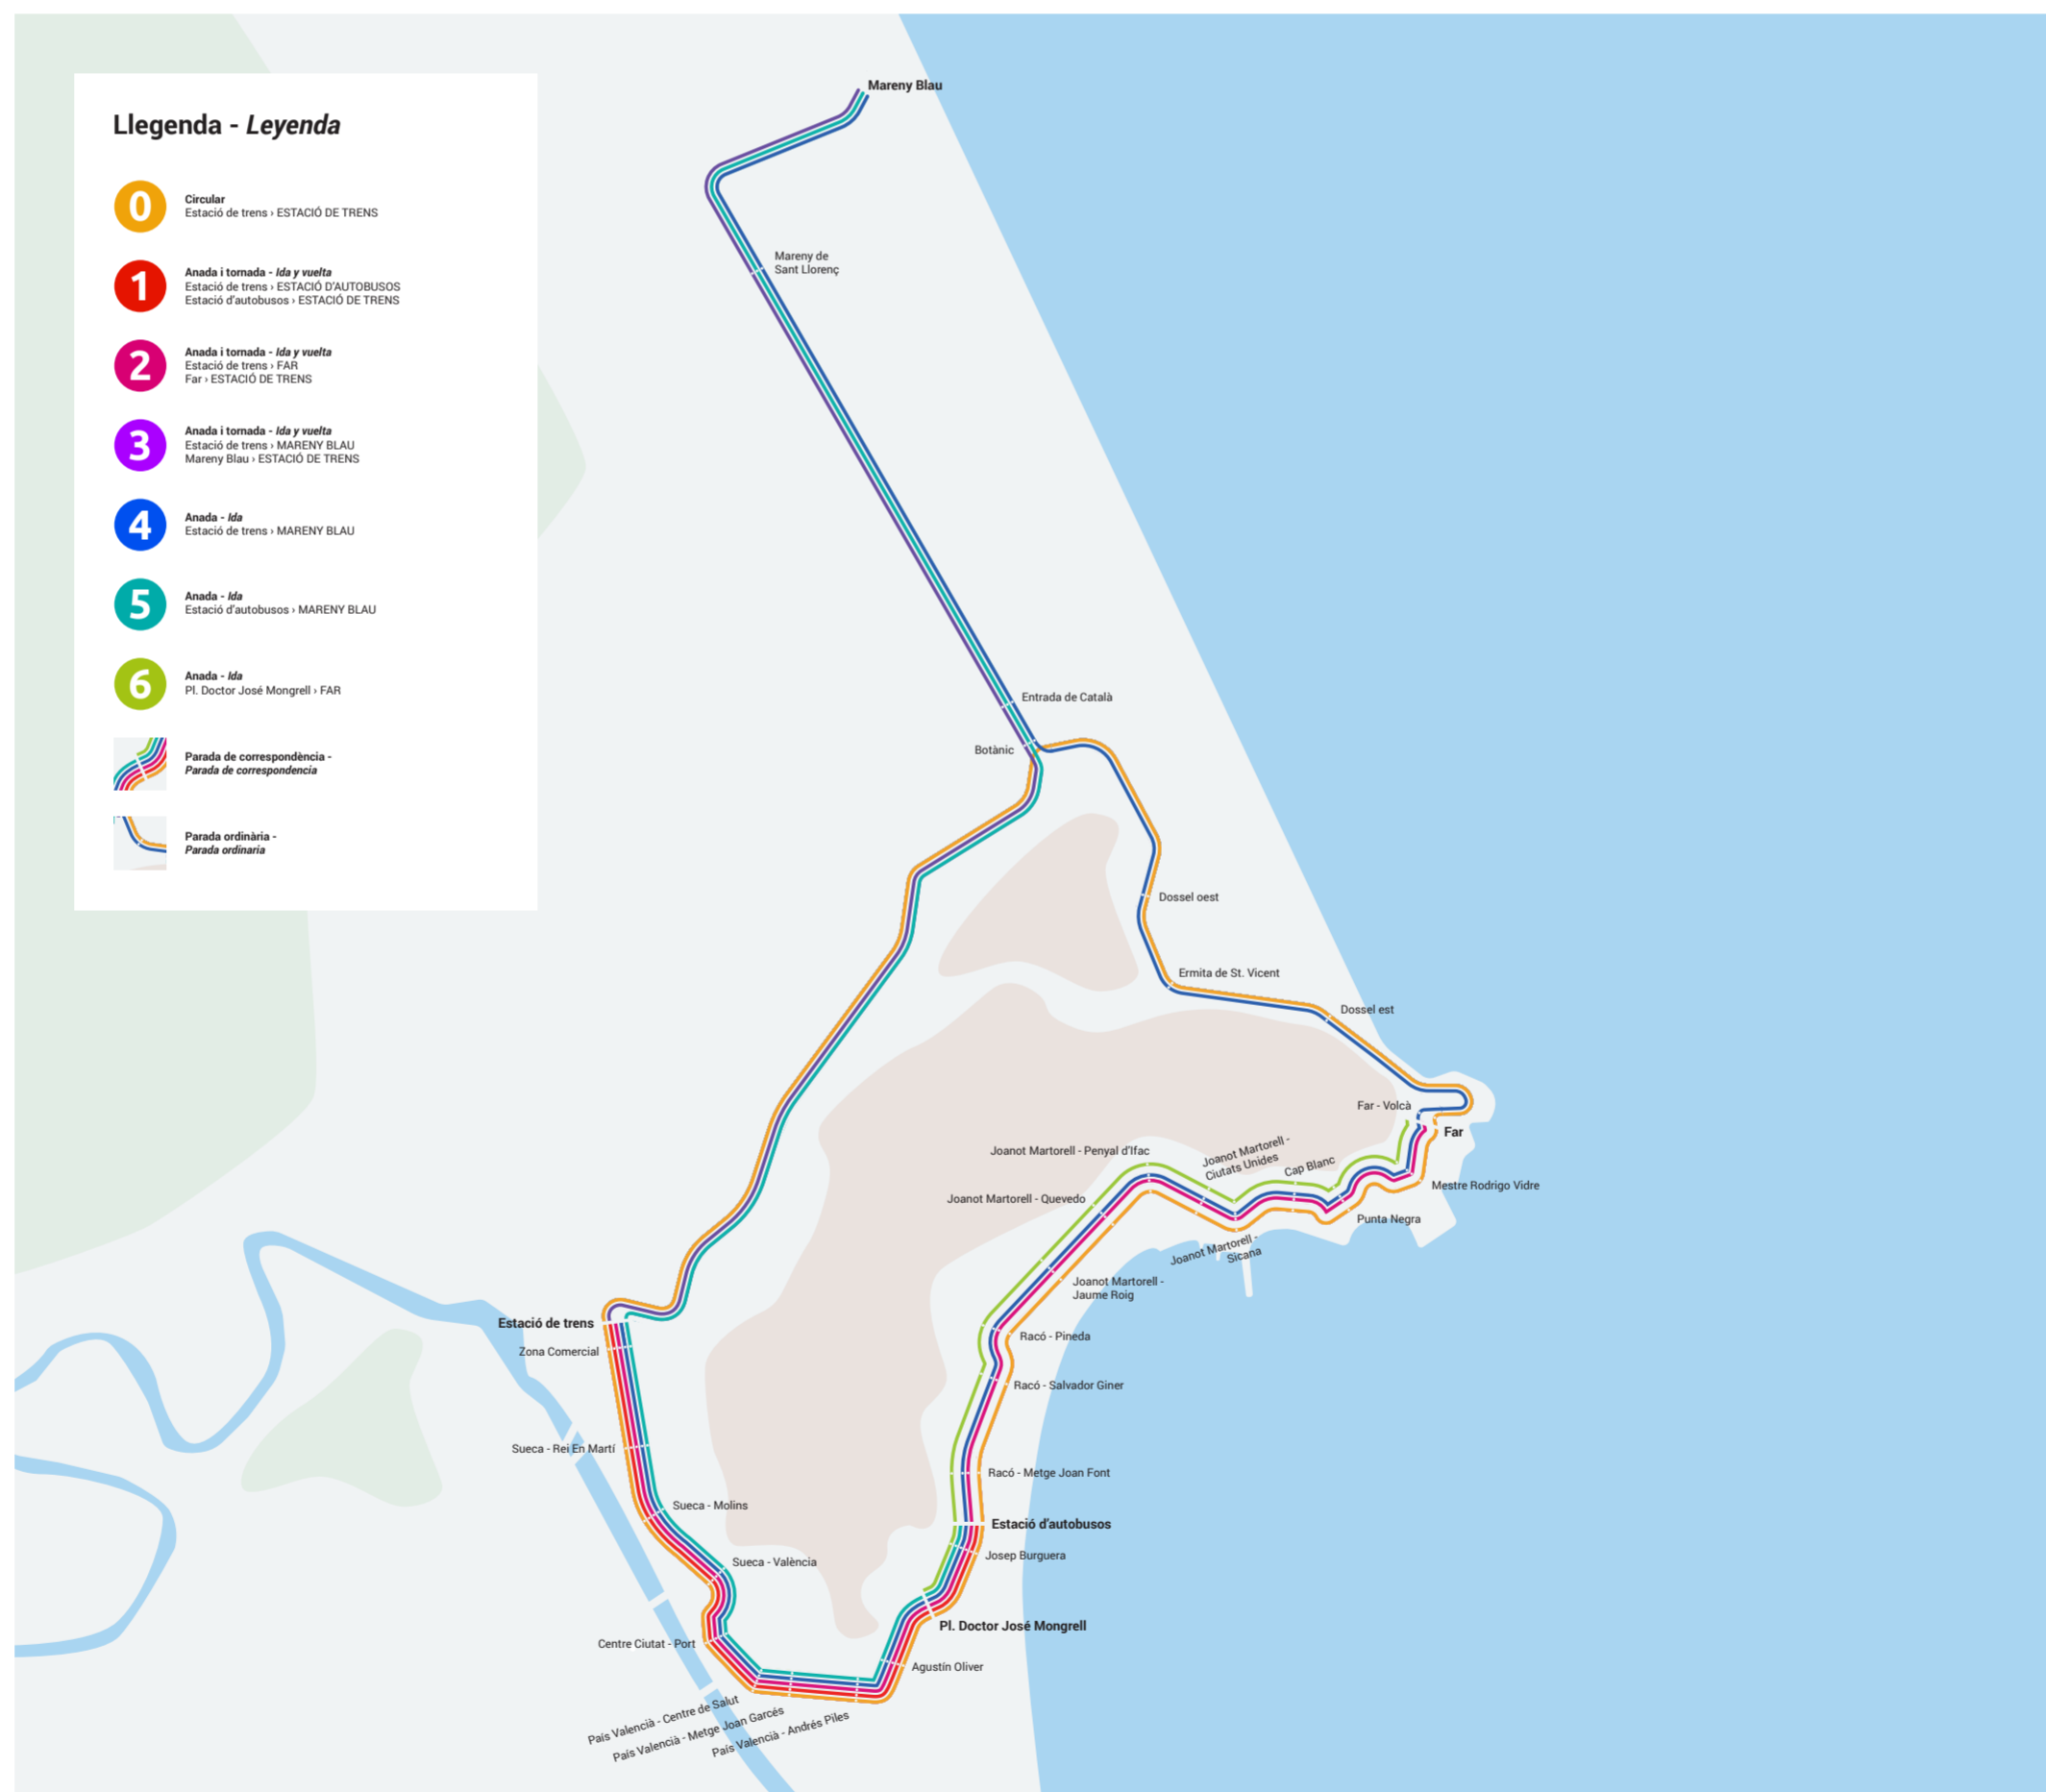 Llegenda - Leyenda
0
Circular
Estació de trens › ESTACIÓ DE TRENS
1
Anada i tornada - Ida y vuelta
Estació de trens › ESTACIÓ D'AUTOBUSOS
Estació d'autobusos › ESTACIÓ DE TRENS
2
Anada i tornada - Ida y vuelta
Estació de trens › FAR
Far › ESTACIÓ DE TRENS
3
Anada i tornada - Ida y vuelta
Estació de trens › MARENY BLAU
Mareny Blau › ESTACIÓ DE TRENS
4
Anada - Ida
Estació de trens › MARENY BLAU
5
Anada - Ida
Estació d'autobusos › MARENY BLAU
6
Anada - Ida
Pl. Doctor José Mongrell › FAR
Parada de correspondència -
Parada de correspondencia
Parada ordinària -
Parada ordinaria
Mareny Blau
Mareny de
Sant Llorenç
Entrada de Català
Botànic
Dossel oest
Ermita de St. Vicent
Dossel est
Far - Volcà
Far
Joanot Martorell - Penyal d'Ifac
Joanot Martorell -
Ciutats Unides
Cap Blanc
Mestre Rodrigo Vidre
Joanot Martorell - Quevedo
Punta Negra
Joanot Martorell -
Sicana
Joanot Martorell -
Jaume Roig
Estació de trens
Racó - Pineda
Zona Comercial
Racó - Salvador Giner
Sueca - Rei En Martí
Racó - Metge Joan Font
Sueca - Molins
Estació d'autobusos
Josep Burguera
Sueca - València
Pl. Doctor José Mongrell
Centre Ciutat - Port
Agustín Oliver
País Valencià - Centre de Salut
País Valencià - Metge Joan Garcés
País Valencià - Andrés Piles